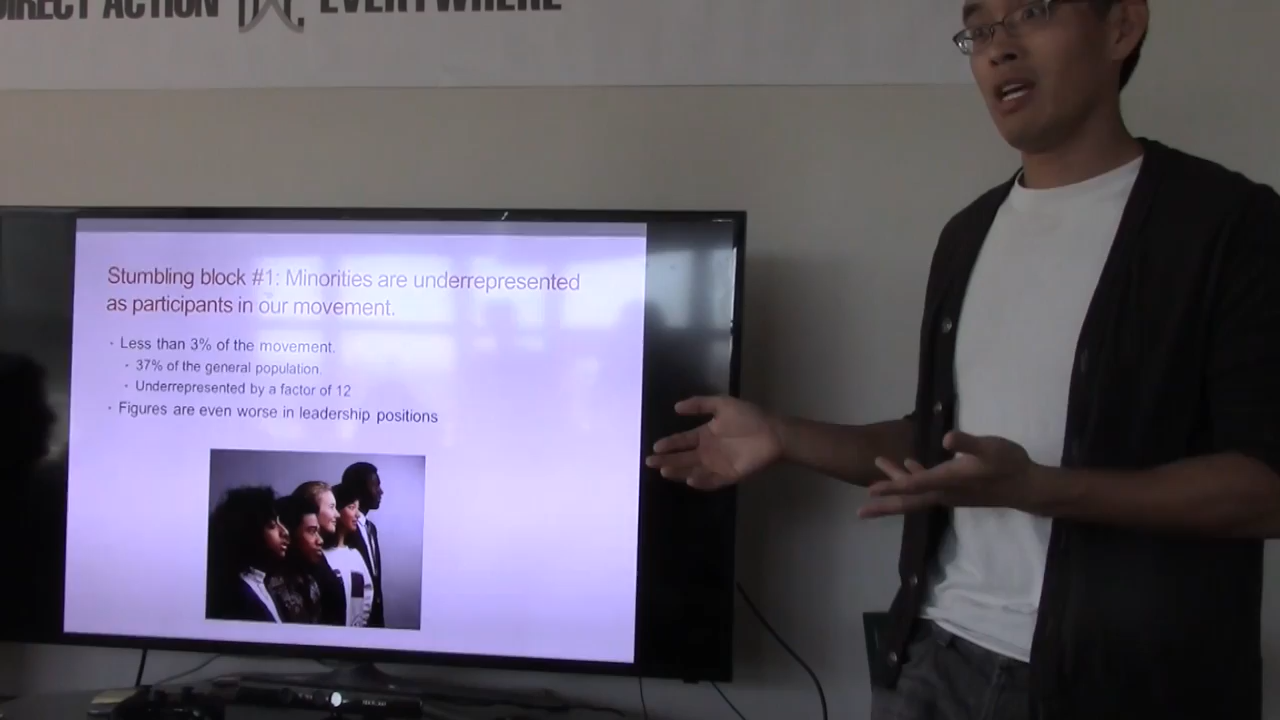 DIRECT ACTION EVERYWHERE
Stumbling block #1: Minorities are underrepresented
as participants in our movement.
Less than 3% of the movement.
37% of the general population.
Underrepresented by a factor of 12
Figures are even worse in leadership positions